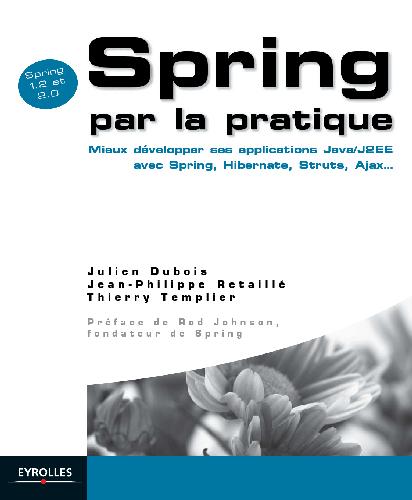 Spring
1.2 et
2.0
Spring
par la pratique
Mieux développer ses applications Java/J2EE
avec Spring, Hibernate, Struts, Ajax...
Julien Dubois
Jean-Philippe Retaillé
Thierry Templier
Préface de Rod Johnson,
fondateur de Spring
EYROLLES